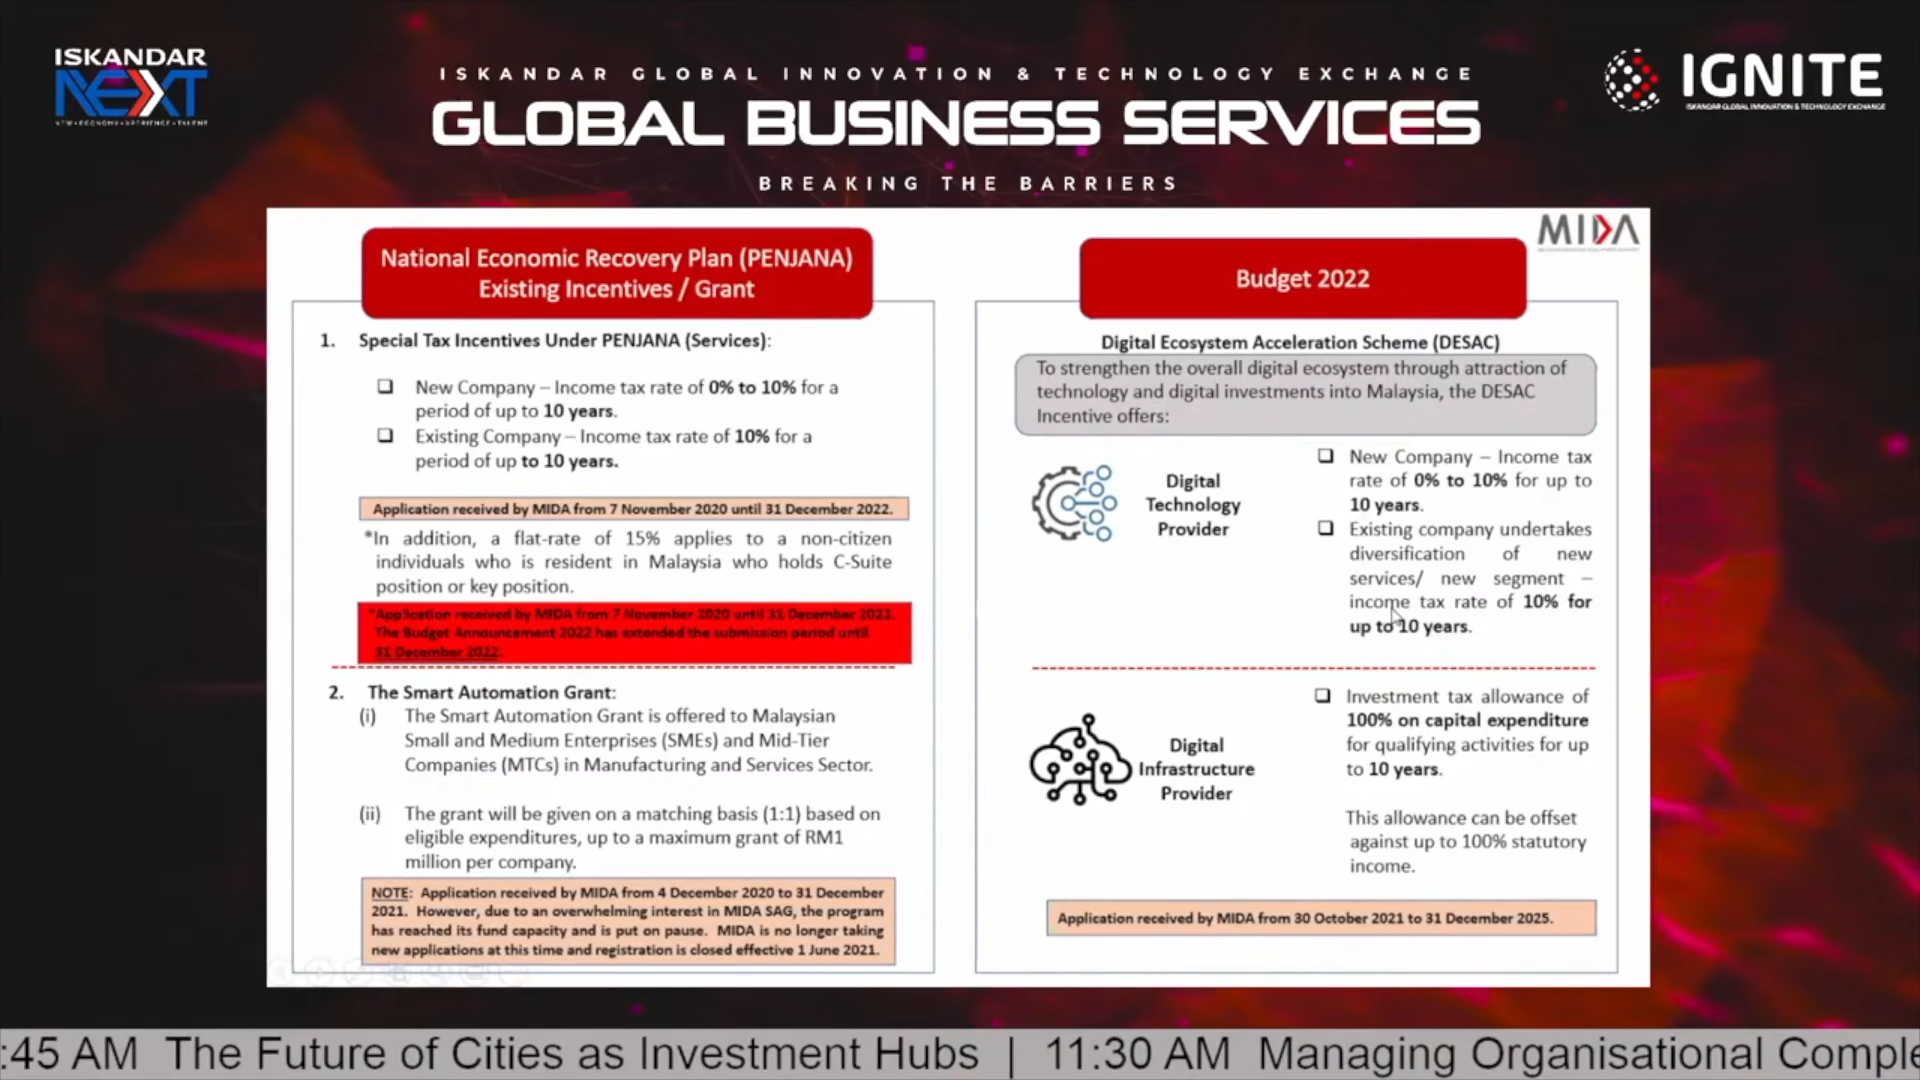 ISKANDAR
NEXT
ISKANDAR GLOBAL INNOVATION & TECHNOLOGY EXCHANGE
GLOBAL BUSINESS SERVICES
BREAKING THE BARRIERS
IGNITE
ISKANDAR GLOBAL INNOVATION & TECHNOLOGY EXCHANGE
MIDA
National Economic Recovery Plan (PENJANA)
Existing Incentives / Grant
1. Special Tax Incentives Under PENJANA (Services):
❑ New Company – Income tax rate of 0% to 10% for a
period of up to 10 years.
❑ Existing Company – Income tax rate of 10% for a
period of up to 10 years.
Application received by MIDA from 7 November 2020 until 31 December 2022.
*In addition, a flat-rate of 15% applies to a non-citizen
individuals who is resident in Malaysia who holds C-Suite
position or key position.
*Application received by MIDA from 7 November 2020 until 31 December 2021.
The Budget Announcement 2022 has extended the submission period until
31 December 2022.
2. The Smart Automation Grant:
(i) The Smart Automation Grant is offered to Malaysian
Small and Medium Enterprises (SMEs) and Mid-Tier
Companies (MTCs) in Manufacturing and Services Sector.
(ii) The grant will be given on a matching basis (1:1) based on
eligible expenditures, up to a maximum grant of RM1
million per company.
NOTE: Application received by MIDA from 4 December 2020 to 31 December
2021. However, due to an overwhelming interest in MIDA SAG, the program
has reached its fund capacity and is put on pause. MIDA is no longer taking
new applications at this time and registration is closed effective 1 June 2021.
Budget 2022
Digital Ecosystem Acceleration Scheme (DESAC)
To strengthen the overall digital ecosystem through attraction of
technology and digital investments into Malaysia, the DESAC
Incentive offers:
Digital
Technology
Provider
❑ New Company – Income tax
rate of 0% to 10% for up to
10 years.
❑ Existing company undertakes
diversification of new
services/ new segment –
income tax rate of 10% for
up to 10 years.
Digital
Infrastructure
Provider
❑ Investment tax allowance of
100% on capital expenditure
for qualifying activities for up
to 10 years.
This allowance can be offset
against up to 100% statutory
income.
Application received by MIDA from 30 October 2021 to 31 December 2025.
:45 AM The Future of Cities as Investment Hubs | 11:30 AM Managing Organisational Comple